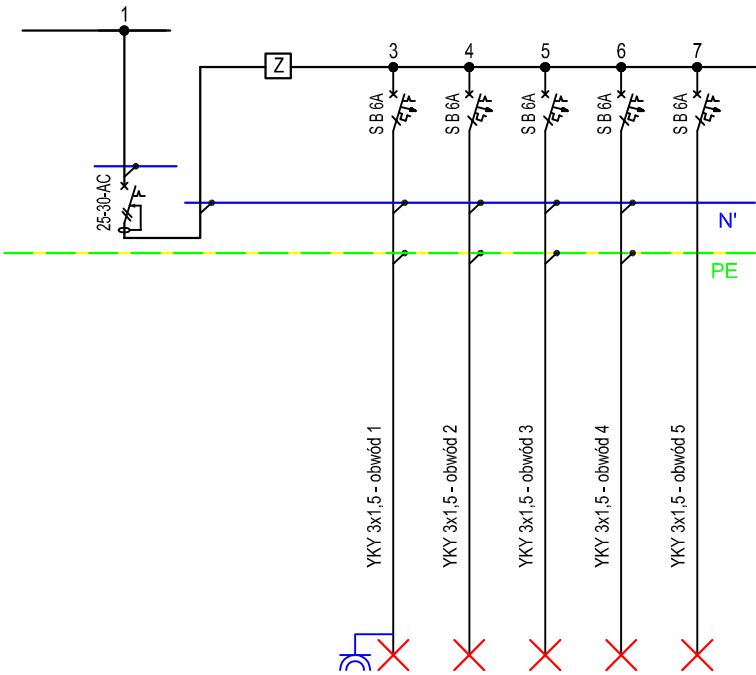 1
3
4
5
6
7
Z
S B 6A
S B 6A
S B 6A
S B 6A
S B 6A
25-30-AC
N'
PE
YKY 3x1,5 - obwód 1
YKY 3x1,5 - obwód 2
YKY 3x1,5 - obwód 3
YKY 3x1,5 - obwód 4
YKY 3x1,5 - obwód 5